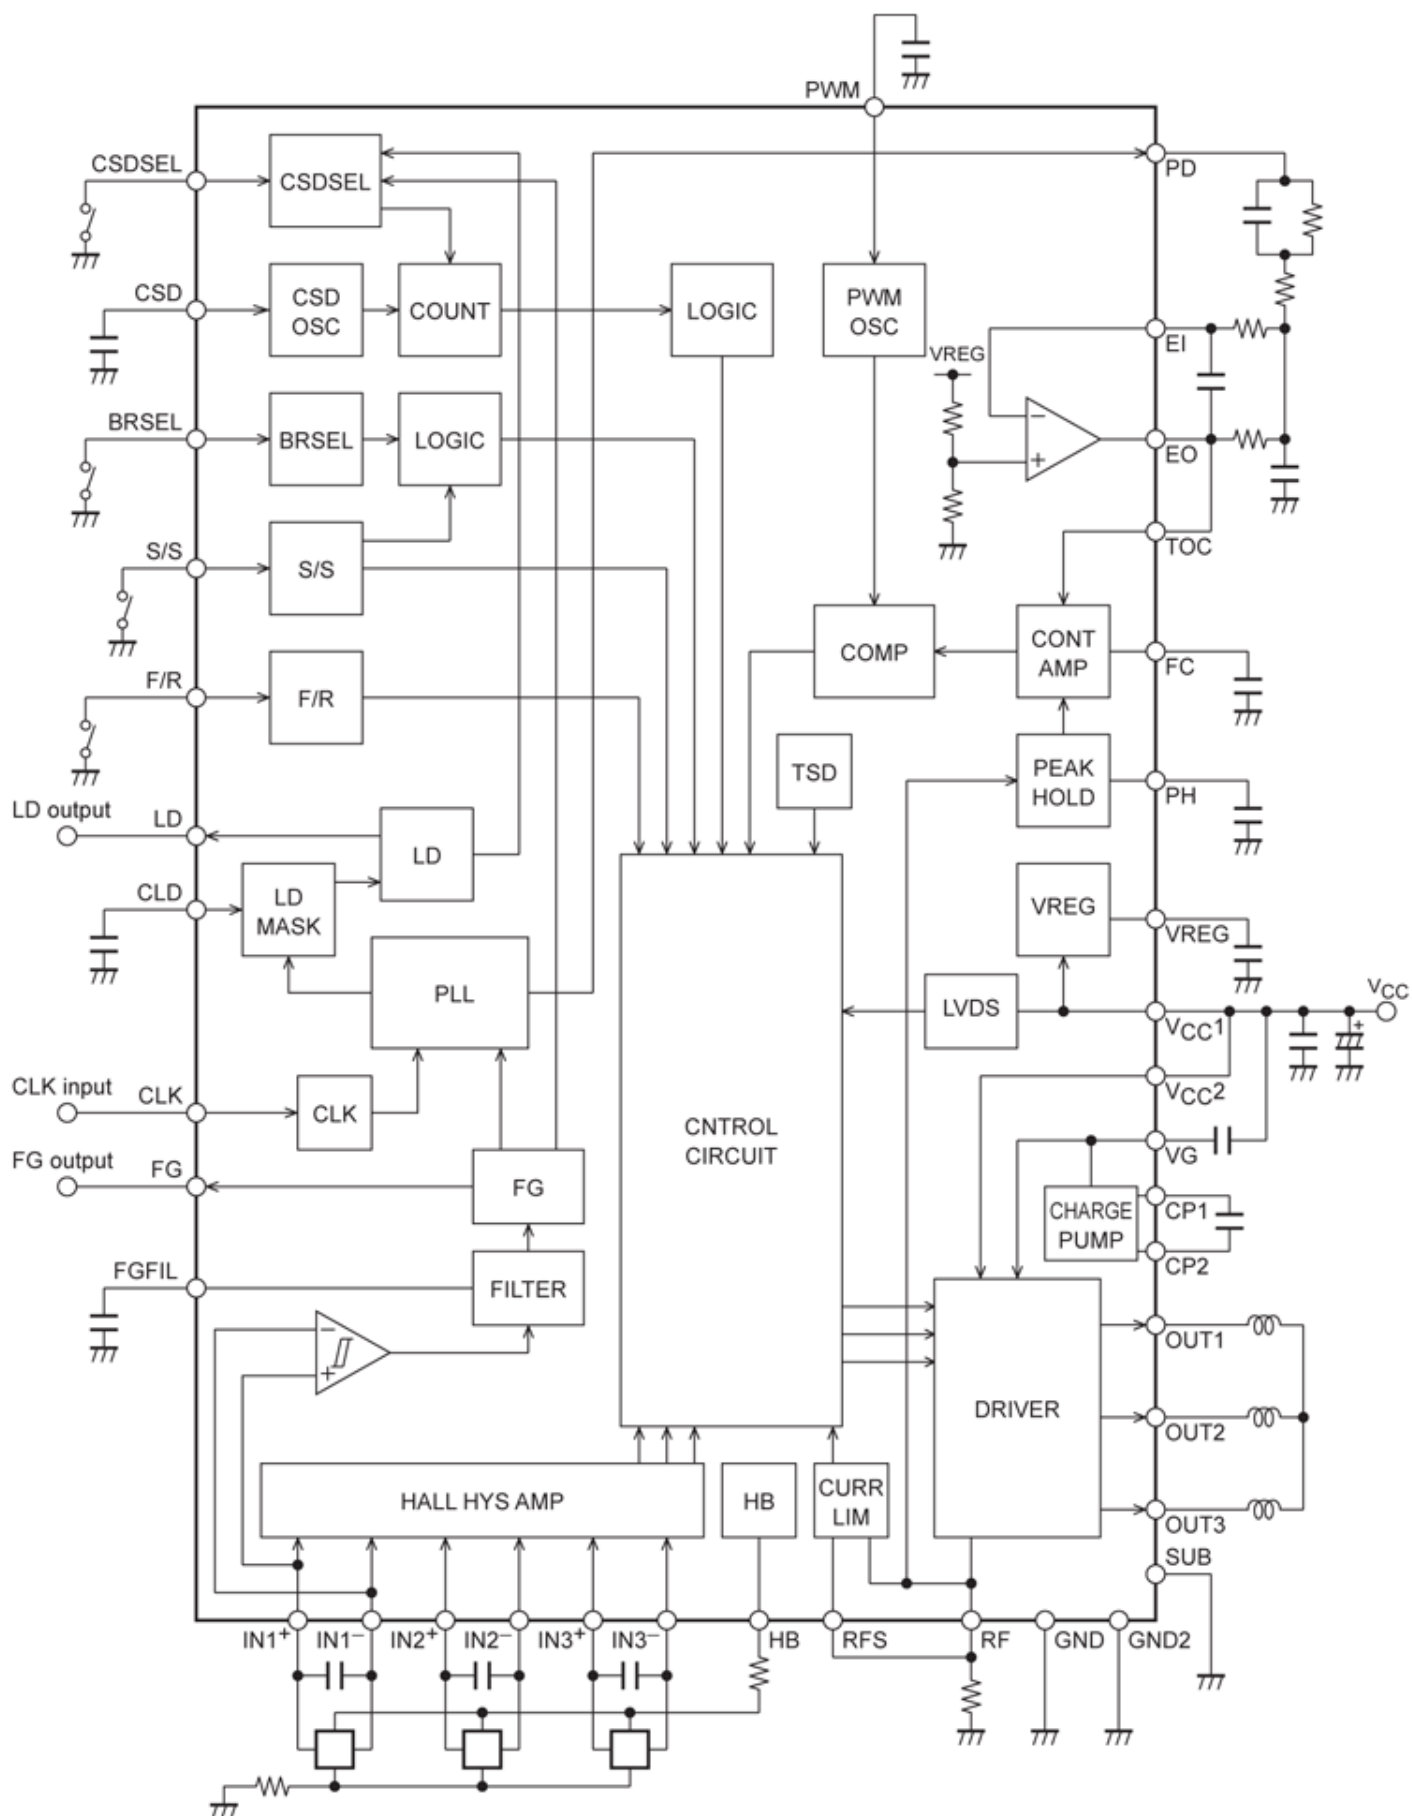 PWM
CSDSEL
CSDSEL
PD
CSD
CSD
OSC
COUNT
LOGIC
PWM
OSC
EI
VREG
−
+
EO
BRSEL
BRSEL
LOGIC
TOC
S/S
S/S
COMP
CONT
AMP
FC
F/R
F/R
TSD
PEAK
HOLD
PH
LD output
LD
LD
CLD
LD
MASK
VREG
VREG
PLL
LVDS
VCC1
VCC
+
VCC2
CLK input
CLK
CLK
CNTROL
CIRCUIT
VG
FG output
FG
FG
CHARGE
PUMP
CP1
CP2
FGFIL
FILTER
−
+
OUT1
DRIVER
OUT2
HALL HYS AMP
HB
CURR
LIM
OUT3
SUB
IN1+
IN1−
IN2+
IN2−
IN3+
IN3−
HB
RFS
RF
GND
GND2